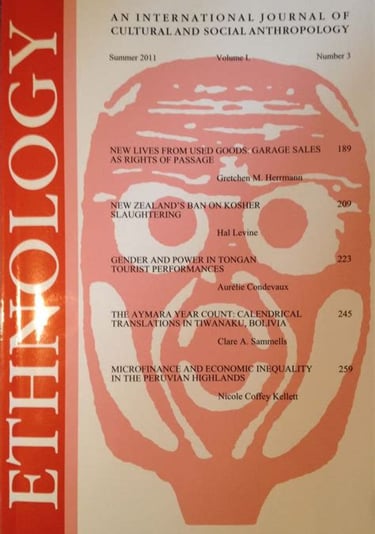 ETHNOLOGY
AN INTERNATIONAL JOURNAL OF
CULTURAL AND SOCIAL ANTHROPOLOGY
Summer 2011 Volume L Number 3
NEW LIVES FROM USED GOODS: GARAGE SALES 189
AS RIGHTS OF PASSAGE
Gretchen M. Herrmann
NEW ZEALAND'S BAN ON KOSHER 209
SLAUGHTERING
Hal Levine
GENDER AND POWER IN TONGAN 223
TOURIST PERFORMANCES
Aurélie Condevaux
THE AYMARA YEAR COUNT: CALENDRICAL 245
TRANSLATIONS IN TIWANAKU, BOLIVIA
Clare A. Sammells
MICROFINANCE AND ECONOMIC INEQUALITY 259
IN THE PERUVIAN HIGHLANDS
Nicole Coffey Kellett